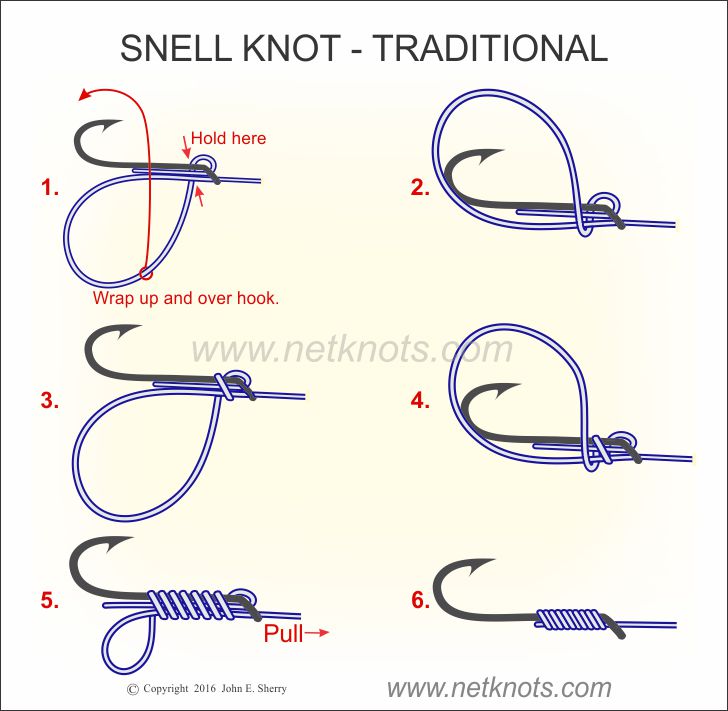 SNELL KNOT - TRADITIONAL
Hold here
1.
2.
Wrap up and over hook.
www.netknots.com
3.
4.
5.
6.
Pull
© Copyright 2016 John E. Sherry
www.netknots.com